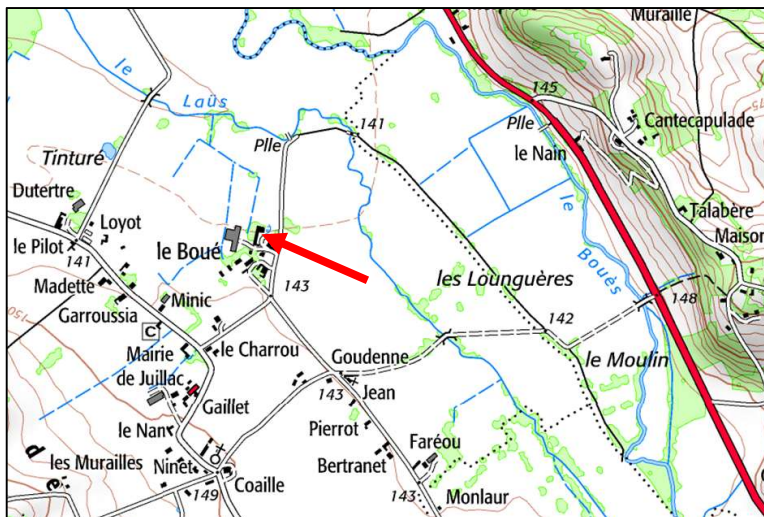 Muraille
le
Laüs
145
Plle
Cantecapulade
141
Plle
le Nain
Tinturé
Dutertre
le
Talabère
Loyot
Maison
le Pilot
141
le Boué
Bouès
les Lounguères
Madette
143
148
Minic
Garroussia
150
142
C
le Charrou
le Moulin
Mairie
de Juillac
Goudenne
143
Jean
Gaillet
Pierrot
le Nan
Faréou
d
les Murailles
Bertranet
Ninet
Coaille
é
149
143
Monlaur